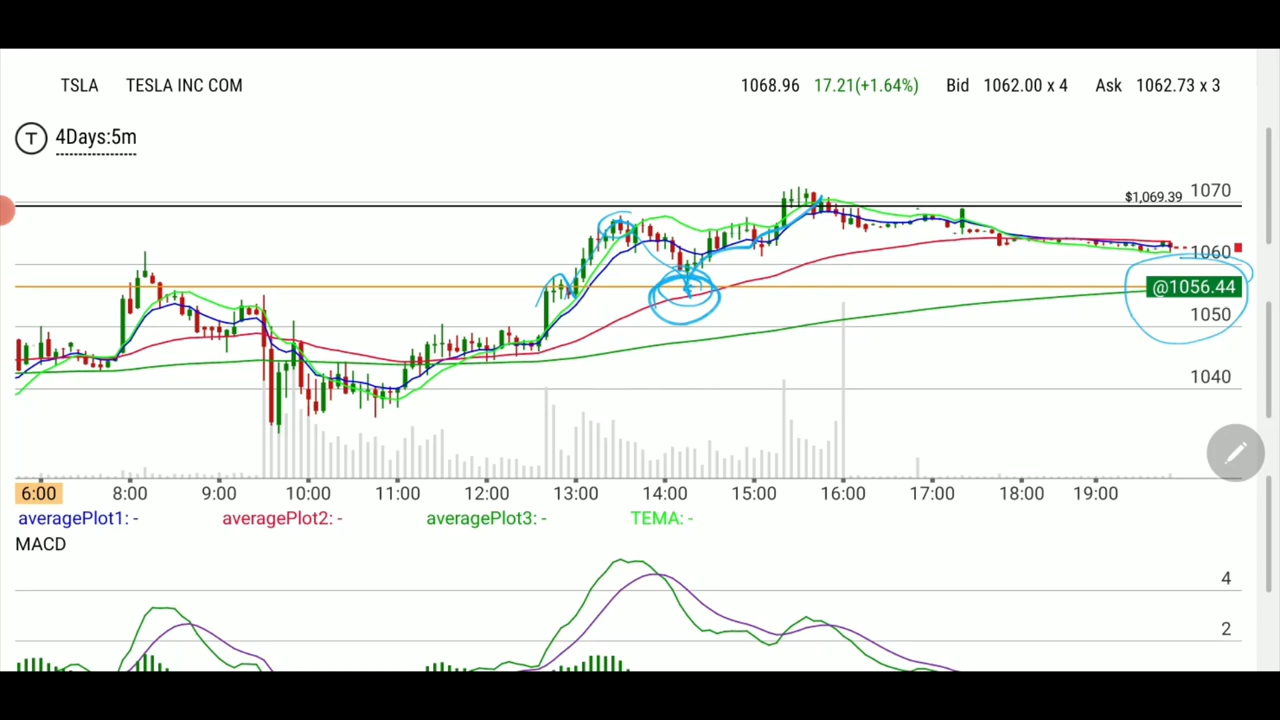 TSLA TESLA INC COM 1068.96 17.21(+1.64%) Bid 1062.00 x 4 Ask 1062.73 x 3
T 4Days:5m
1070
$1,069.39
1060
@1056.44
1050
1040
6:00 8:00 9:00 10:00 11:00 12:00 13:00 14:00 15:00 16:00 17:00 18:00 19:00
averagePlot1: - averagePlot2: - averagePlot3: - TEMA: -
MACD
4
2